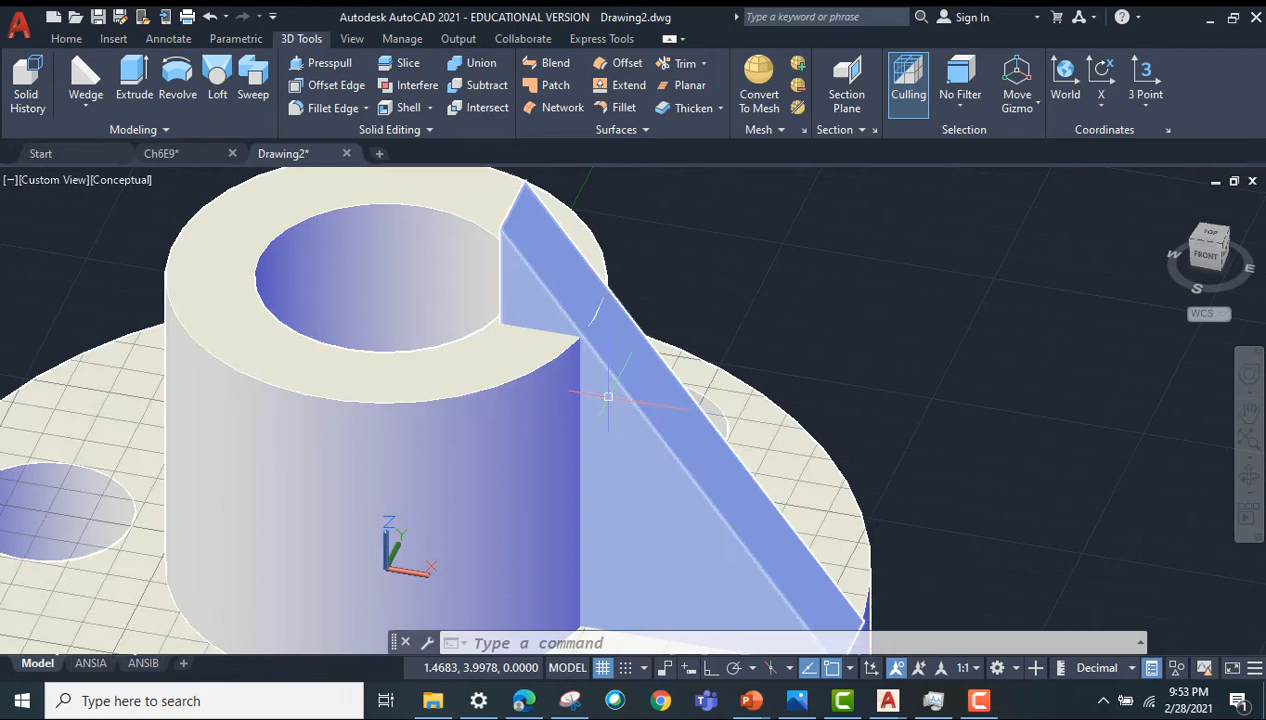 Autodesk AutoCAD 2021 - EDUCATIONAL VERSION Drawing2.dwg
Type a keyword or phrase
Sign In
Home Insert Annotate Parametric 3D Tools View Manage Output Collaborate Express Tools
Solid History
Wedge
Extrude
Revolve
Loft
Sweep
Modeling
Presspull
Offset Edge
Fillet Edge
Slice
Interfere
Shell
Union
Subtract
Intersect
Solid Editing
Blend
Patch
Network
Offset
Extend
Fillet
Trim
Planar
Thicken
Surfaces
Convert To Mesh
Mesh
Section Plane
Section
Culling
No Filter
Move Gizmo
Selection
World
X
3 Point
Coordinates
Start
Ch6E9*
Drawing2*
[−][Custom View][Conceptual]
TOP
FRONT
W
E
S
WCS
Z
Y
X
Type a command
Model ANSIA ANSIB
1.4683, 3.9978, 0.0000 MODEL
1:1
Decimal
Type here to search
9:53 PM
2/28/2021
1